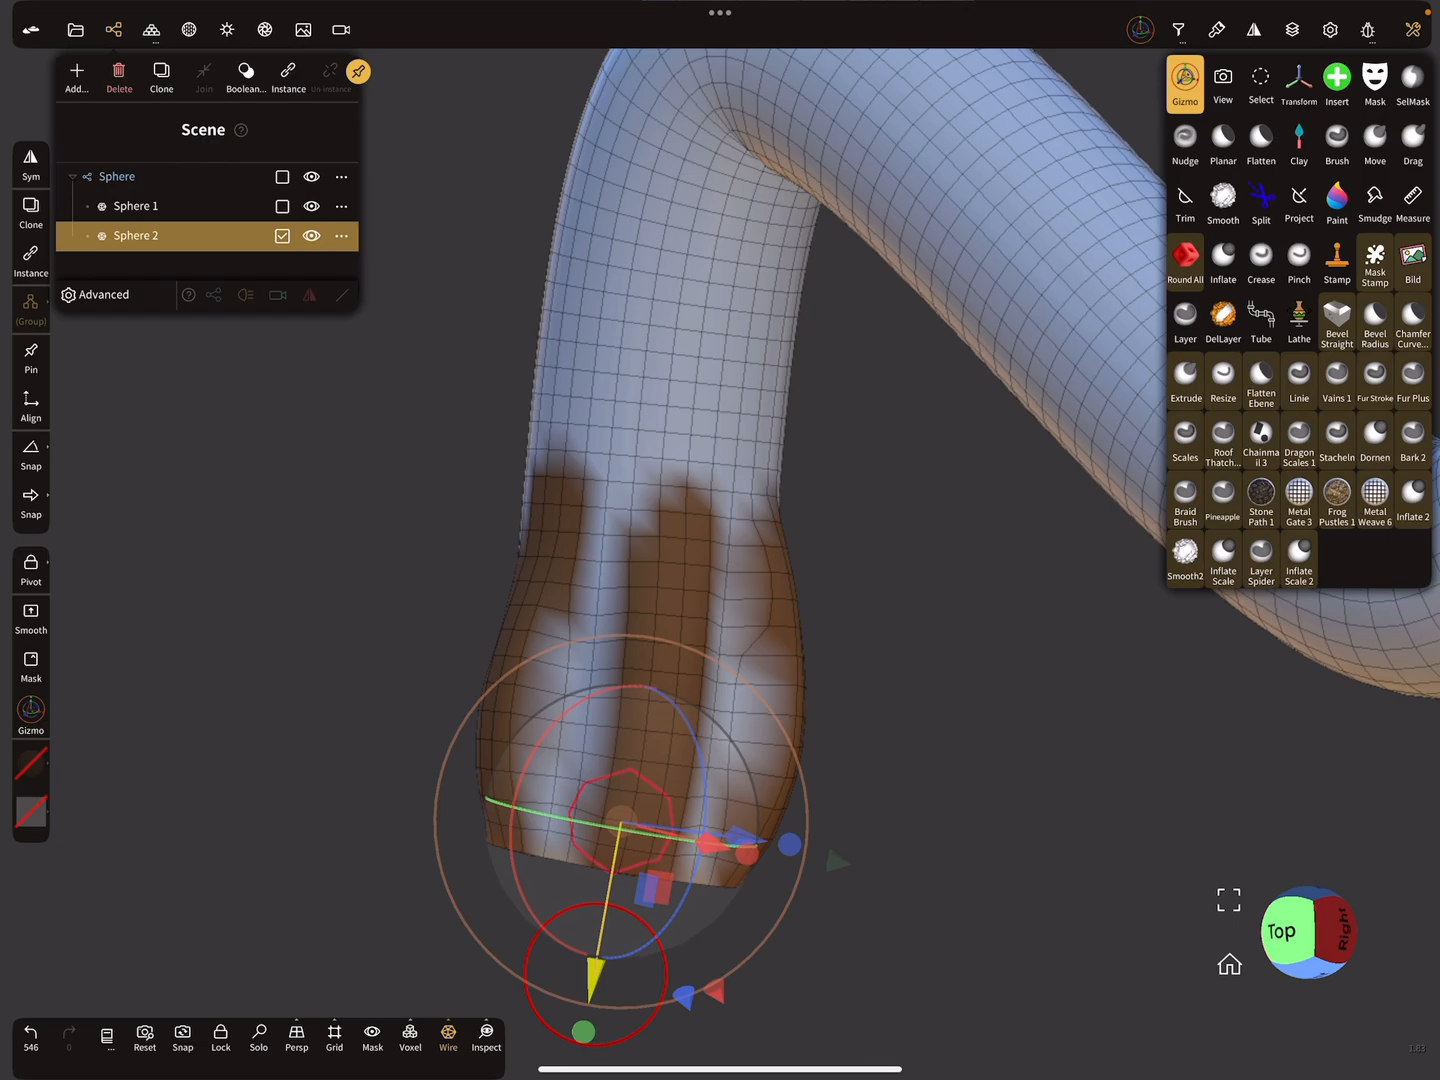 Add...
Delete
Clone
Join
Boolean...
Instance
Un-instance
Scene
Sphere
Sphere 1
Sphere 2
Advanced
Sym
Clone
Instance
(Group)
Pin
Align
Snap
Snap
Pivot
Smooth
Mask
Gizmo
Gizmo
View
Select
Transform
Insert
Mask
SelMask
Nudge
Planar
Flatten
Clay
Brush
Move
Drag
Trim
Smooth
Split
Project
Paint
Smudge
Measure
Round All
Inflate
Crease
Pinch
Stamp
Mask
Stamp
Bild
Layer
DelLayer
Tube
Lathe
Bevel
Straight
Bevel
Radius
Chamfer
Curve...
Extrude
Resize
Flatten
Ebene
Linie
Vains 1
Fur Stroke
Fur Plus
Scales
Roof
Thatch...
Chainma
il 3
Dragon
Scales 1
Stacheln
Dornen
Bark 2
Braid
Brush
Pineapple
Stone
Path 1
Metal
Gate 3
Frog
Pustles 1
Metal
Weave 6
Inflate 2
Smooth2
Inflate
Scale
Layer
Spider
Inflate
Scale 2
Top
Right
546
0
...
Reset
Snap
Lock
Solo
Persp
Grid
Mask
Voxel
Wire
Inspect
1.83